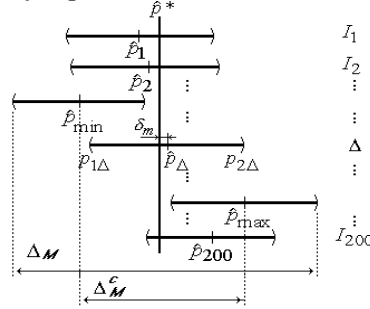 p̂*
p̂1 I1
p̂2 I2
p̂min
δm
p1Δ p̂Δ p2Δ Δ
p̂max
p̂200 I200
ΔM
ΔcM